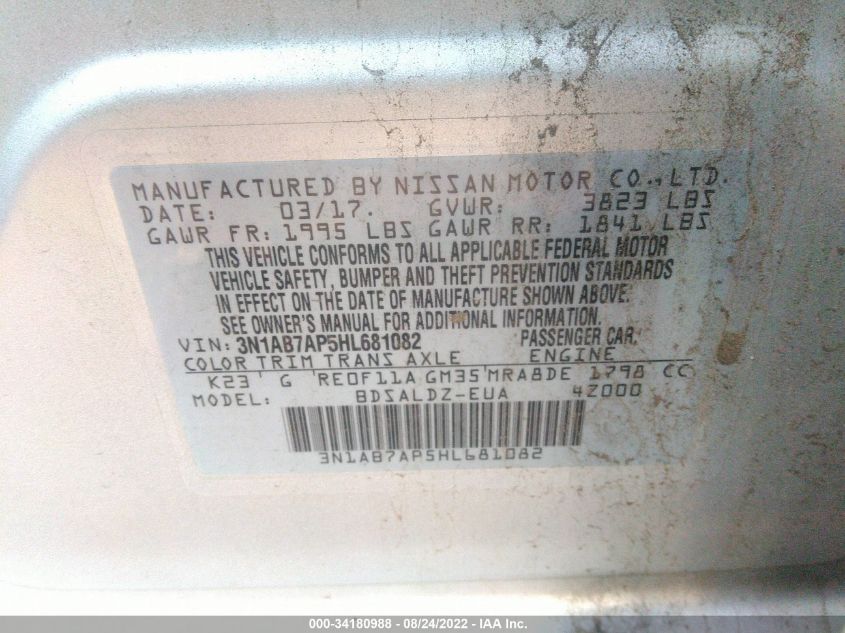 MANUFACTURED BY NISSAN MOTOR CO., LTD.
DATE: 03/17. GVWR: 3823 LBS
GAWR FR: 1995 LBS GAWR RR: 1841 LBS
THIS VEHICLE CONFORMS TO ALL APPLICABLE FEDERAL MOTOR
VEHICLE SAFETY, BUMPER AND THEFT PREVENTION STANDARDS
IN EFFECT ON THE DATE OF MANUFACTURE SHOWN ABOVE.
SEE OWNER'S MANUAL FOR ADDITIONAL INFORMATION.
VIN: 3N1AB7AP5HL681082 PASSENGER CAR.
COLOR TRIM TRANS AXLE ENGINE
K23 G RE0F11A GM35 MRA8DE 1798 CC
MODEL: BDSALDZ-EUA 4Z000
3N1AB7AP5HL681082
000-34180988 - 08/24/2022 - IAA Inc.